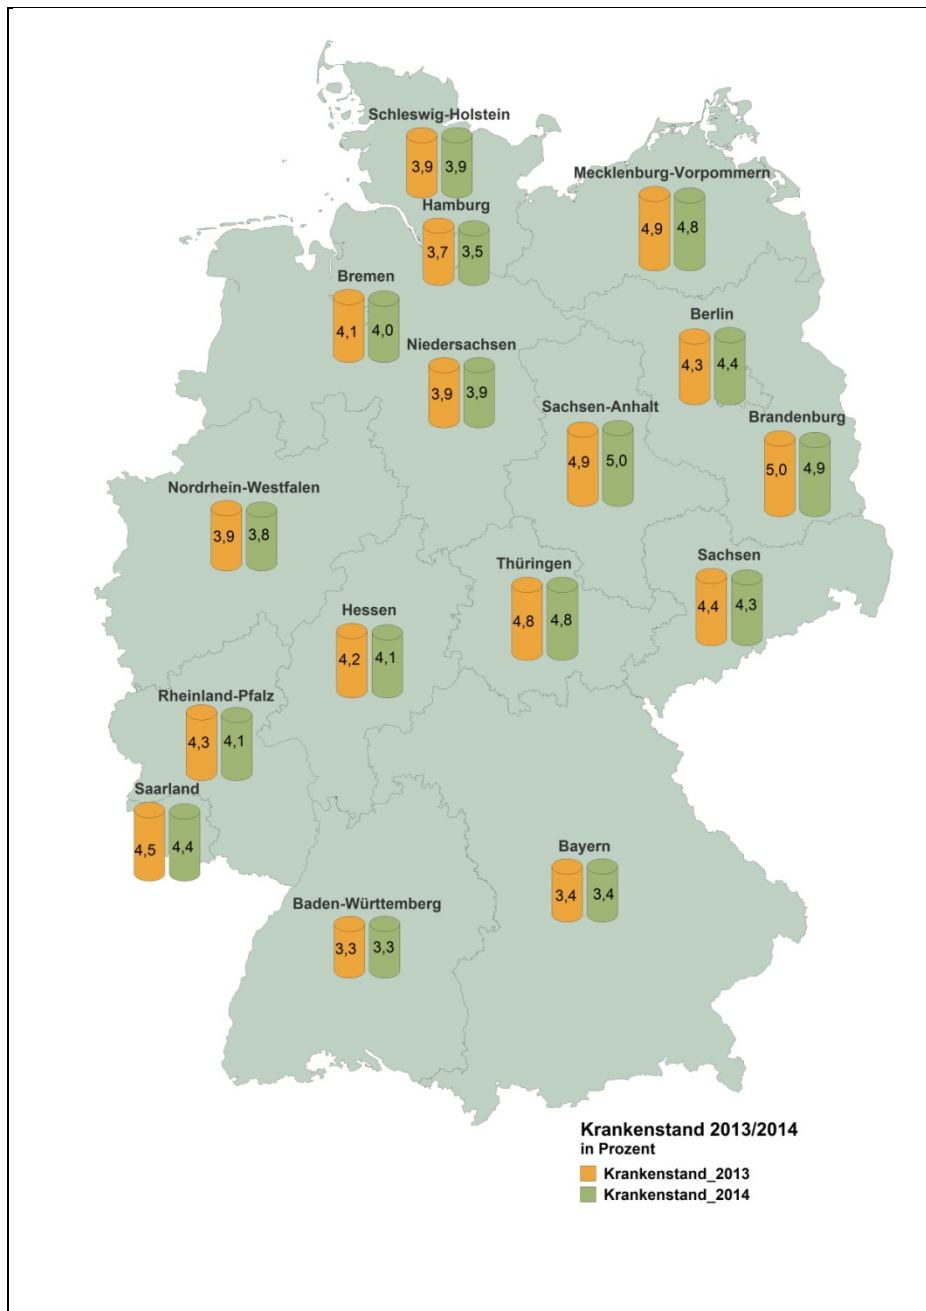 Schleswig-Holstein
3,9 3,9
Mecklenburg-Vorpommern
4,9 4,8
Hamburg
3,7 3,5
Bremen
4,1 4,0
Berlin
4,3 4,4
Niedersachsen
3,9 3,9
Sachsen-Anhalt
4,9 5,0
Brandenburg
5,0 4,9
Nordrhein-Westfalen
3,9 3,8
Thüringen
4,8 4,8
Sachsen
4,4 4,3
Hessen
4,2 4,1
Rheinland-Pfalz
4,3 4,1
Saarland
4,5 4,4
Bayern
3,4 3,4
Baden-Württemberg
3,3 3,3
Krankenstand 2013/2014
in Prozent
Krankenstand_2013
Krankenstand_2014